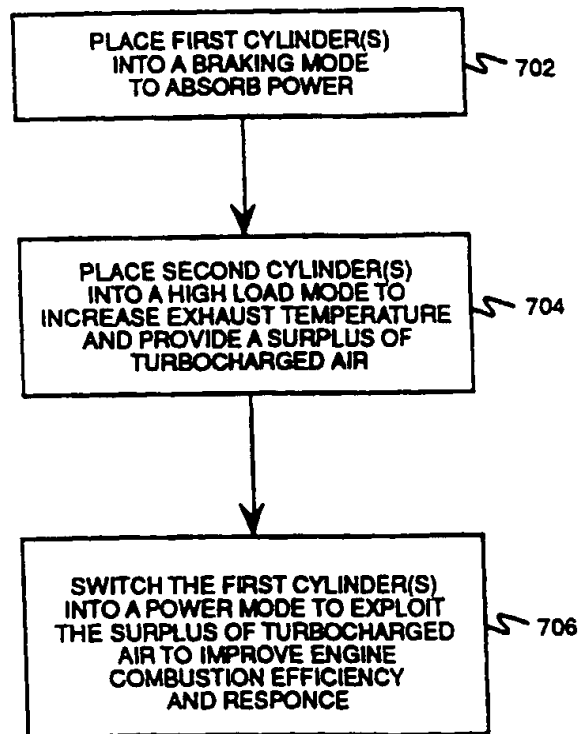 PLACE FIRST CYLINDER(S)
INTO A BRAKING MODE
TO ABSORB POWER
702
PLACE SECOND CYLINDER(S)
INTO A HIGH LOAD MODE TO
INCREASE EXHAUST TEMPERATURE
AND PROVIDE A SURPLUS OF
TURBOCHARGED AIR
704
SWITCH THE FIRST CYLINDER(S)
INTO A POWER MODE TO EXPLOIT
THE SURPLUS OF TURBOCHARGED
AIR TO IMPROVE ENGINE
COMBUSTION EFFICIENCY
AND RESPONCE
706